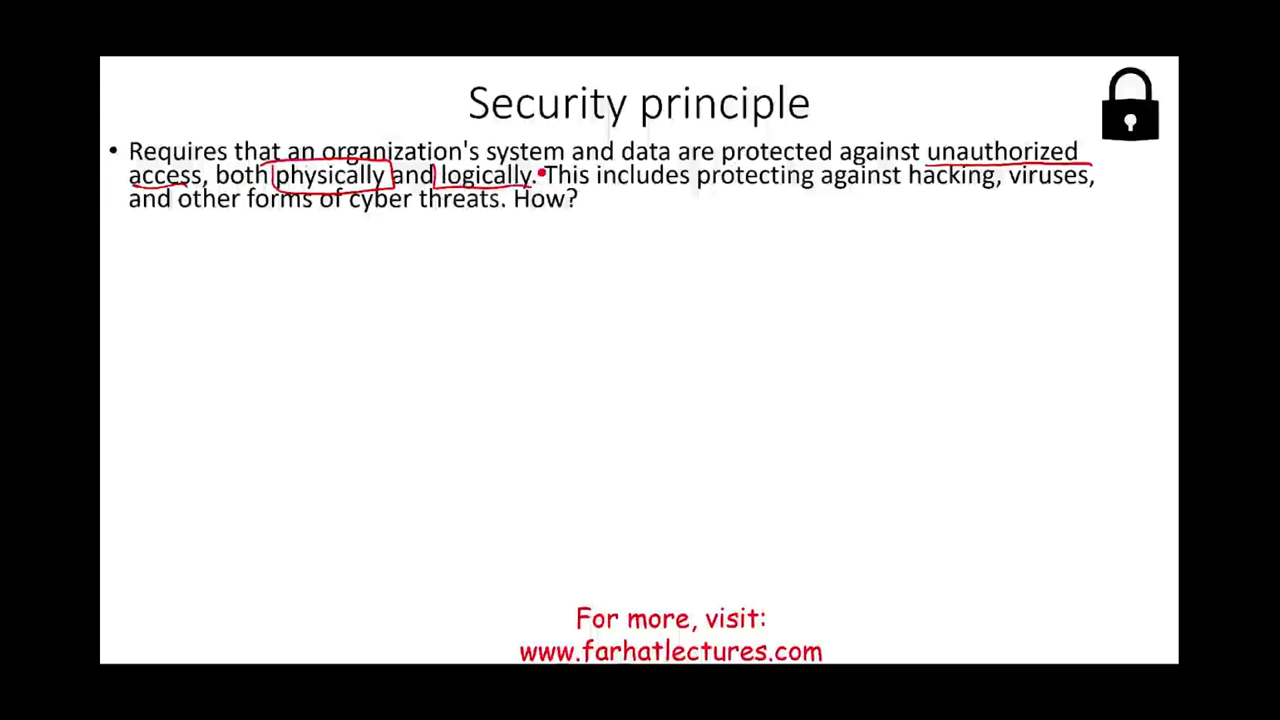 Security principle
• Requires that an organization's system and data are protected against unauthorized
access, both physically and logically. This includes protecting against hacking, viruses,
and other forms of cyber threats. How?
For more, visit:
www.farhatlectures.com